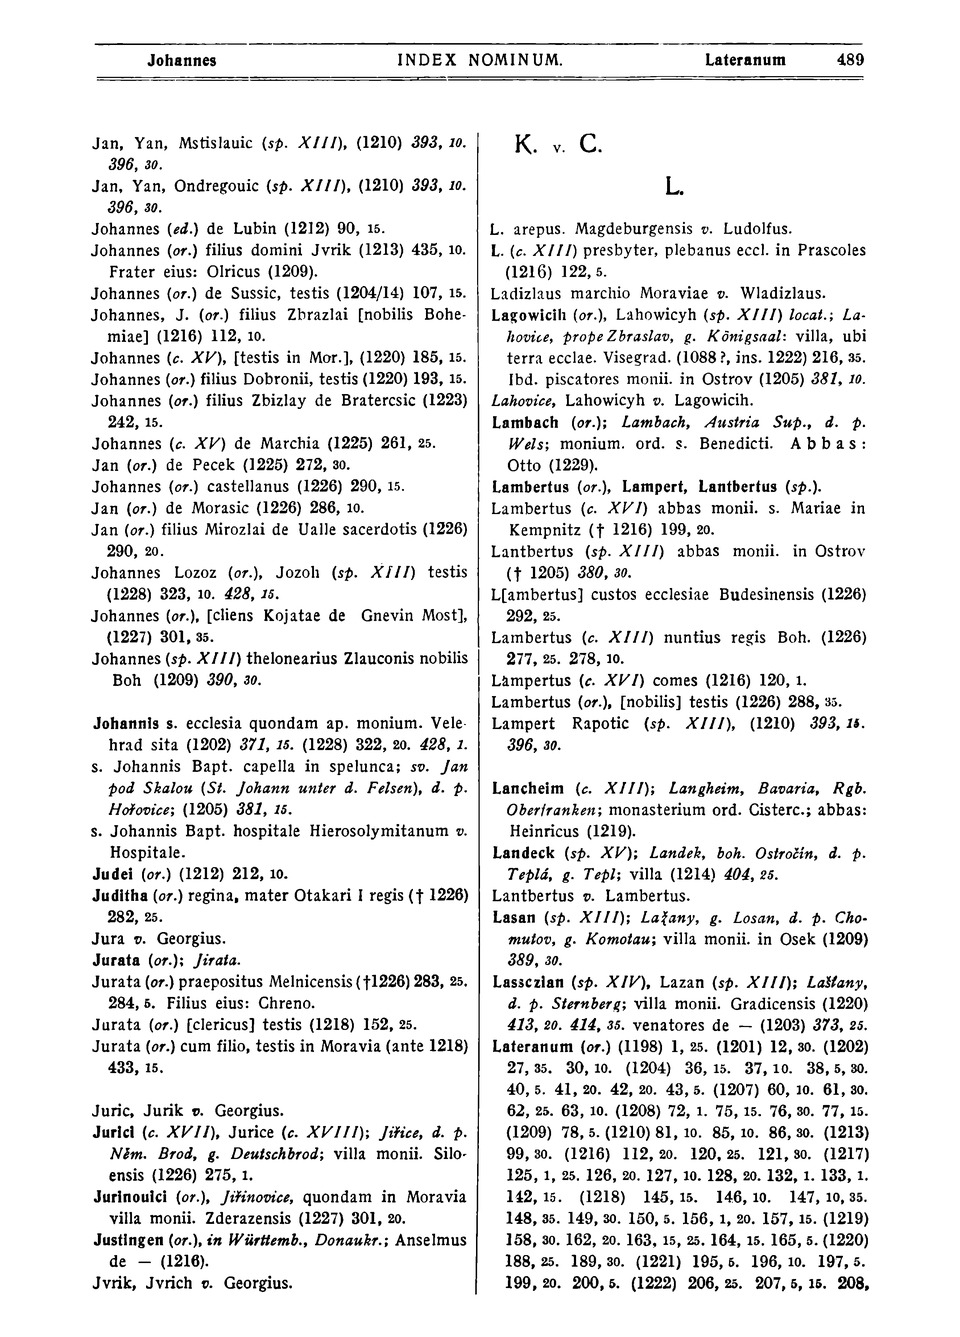 Johannes INDEX NOMINUM. Lateranum 489
Jan, Yan, Mstislauic (sp. XIII), (1210) 393, 10.
396, 30.
Jan, Yan, Ondregouic (sp. XIII), (1210) 393, 10.
396, 30.
Johannes (ed.) de Lubin (1212) 90, 15.
Johannes (or.) filius domini Jvrik (1213) 435, 10.
Frater eius: Olricus (1209).
Johannes (or.) de Sussic, testis (1204/14) 107, 15.
Johannes, J. (or.) filius Zbrazlai [nobilis Bohe-
miae] (1216) 112, 10.
Johannes (c. XV), [testis in Mor.], (1220) 185, 15.
Johannes (or.) filius Dobronii, testis (1220) 193, 15.
Johannes (or.) filius Zbizlay de Bratercsic (1223)
242, 15.
Johannes (c. XV) de Marchia (1225) 261, 25.
Jan (or.) de Pecek (1225) 272, 30.
Johannes (or.) castellanus (1226) 290, 15.
Jan (or.) de Morasic (1226) 286, 10.
Jan (or.) filius Mirozlai de Ualle sacerdotis (1226)
290, 20.
Johannes Lozoz (or.), Jozoh (sp. XIII) testis
(1228) 323, 10. 428, 15.
Johannes (or.), [cliens Kojatae de Gnevin Most],
(1227) 301, 35.
Johannes (sp. XIII) thelonearius Zlauconis nobilis
Boh (1209) 390, 30.
Johannis s. ecclesia quondam ap. monium. Vele-
hrad sita (1202) 371, 15. (1228) 322, 20. 428, 1.
s. Johannis Bapt. capella in spelunca; sv. Jan
pod Skalou (St. Johann unter d. Felsen), d. p.
Hořovice; (1205) 381, 15.
s. Johannis Bapt. hospitale Hierosolymitanum v.
Hospitale.
Judei (or.) (1212) 212, 10.
Juditha (or.) regina, mater Otakari I regis († 1226)
282, 25.
Jura v. Georgius.
Jurata (or.); Jirata.
Jurata (or.) praepositus Melnicensis (†1226) 283, 25.
284, 5. Filius eius: Chreno.
Jurata (or.) [clericus] testis (1218) 152, 25.
Jurata (or.) cum filio, testis in Moravia (ante 1218)
433, 15.
Juric, Jurik v. Georgius.
Jurici (c. XVII), Jurice (c. XVIII); Jiřice, d. p.
Něm. Brod, g. Deutschbrod; villa monii. Silo-
ensis (1226) 275, 1.
Jurinouici (or.), Jiřinovice, quondam in Moravia
villa monii. Zderazensis (1227) 301, 20.
Justingen (or.), in Württemb., Donaukr.; Anselmus
de — (1216).
Jvrik, Jvrich v. Georgius.
K. v. C.
L.
L. arepus. Magdeburgensis v. Ludolfus.
L. (c. XIII) presbyter, plebanus eccl. in Prascoles
(1216) 122, 5.
Ladizlaus marchio Moraviae v. Wladizlaus.
Lagowicih (or.), Lahowicyh (sp. XIII) locat.; La-
hovice, prope Zbraslav, g. Königsaal: villa, ubi
terra ecclae. Visegrad. (1088 ?, ins. 1222) 216, 35.
Ibd. piscatores monii. in Ostrov (1205) 381, 10.
Lahovice, Lahowicyh v. Lagowicih.
Lambach (or.); Lambach, Austria Sup., d. p.
Wels; monium. ord. s. Benedicti. Abbas:
Otto (1229).
Lambertus (or.), Lampert, Lantbertus (sp.).
Lambertus (c. XVI) abbas monii. s. Mariae in
Kempnitz († 1216) 199, 20.
Lantbertus (sp. XIII) abbas monii. in Ostrov
(† 1205) 380, 30.
L[ambertus] custos ecclesiae Budesinensis (1226)
292, 25.
Lambertus (c. XIII) nuntius regis Boh. (1226)
277, 25. 278, 10.
Lampertus (c. XVI) comes (1216) 120, 1.
Lambertus (or.), [nobilis] testis (1226) 288, 35.
Lampert Rapotic (sp. XIII), (1210) 393, 15.
396, 30.
Lancheim (c. XIII); Langheim, Bavaria, Rgb.
Oberfranken; monasterium ord. Cisterc.; abbas:
Heinricus (1219).
Landeck (sp. XV); Landek, boh. Ostročín, d. p.
Teplá, g. Tepl; villa (1214) 404, 25.
Lantbertus v. Lambertus.
Lasan (sp. XIII); Lažany, g. Losan, d. p. Cho-
mutov, g. Komotau; villa monii. in Osek (1209)
389, 30.
Lassczlan (sp. XIV), Lazan (sp. XIII); Lašťany,
d. p. Sternberg; villa monii. Gradicensis (1220)
413, 20. 414, 35. venatores de — (1203) 373, 25.
Lateranum (or.) (1198) 1, 25. (1201) 12, 30. (1202)
27, 35. 30, 10. (1204) 36, 15. 37, 10. 38, 5, 30.
40, 5. 41, 20. 42, 20. 43, 5. (1207) 60, 10. 61, 30.
62, 25. 63, 10. (1208) 72, 1. 75, 15. 76, 30. 77, 15.
(1209) 78, 5. (1210) 81, 10. 85, 10. 86, 30. (1213)
99, 30. (1216) 112, 20. 120, 25. 121, 30. (1217)
125, 1, 25. 126, 20. 127, 10. 128, 20. 132, 1. 133, 1.
142, 15. (1218) 145, 15. 146, 10. 147, 10, 35.
148, 35. 149, 30. 150, 5. 156, 1, 20. 157, 15. (1219)
158, 30. 162, 20. 163, 15, 25. 164, 15. 165, 5. (1220)
188, 25. 189, 30. (1221) 195, 5. 196, 10. 197, 5.
199, 20. 200, 5. (1222) 206, 25. 207, 5, 15. 208,